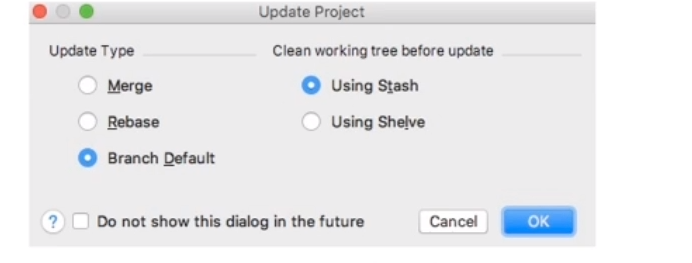 Update Project
Update Type
Merge
Rebase
Branch Default
Clean working tree before update
Using Stash
Using Shelve
? Do not show this dialog in the future
Cancel
OK